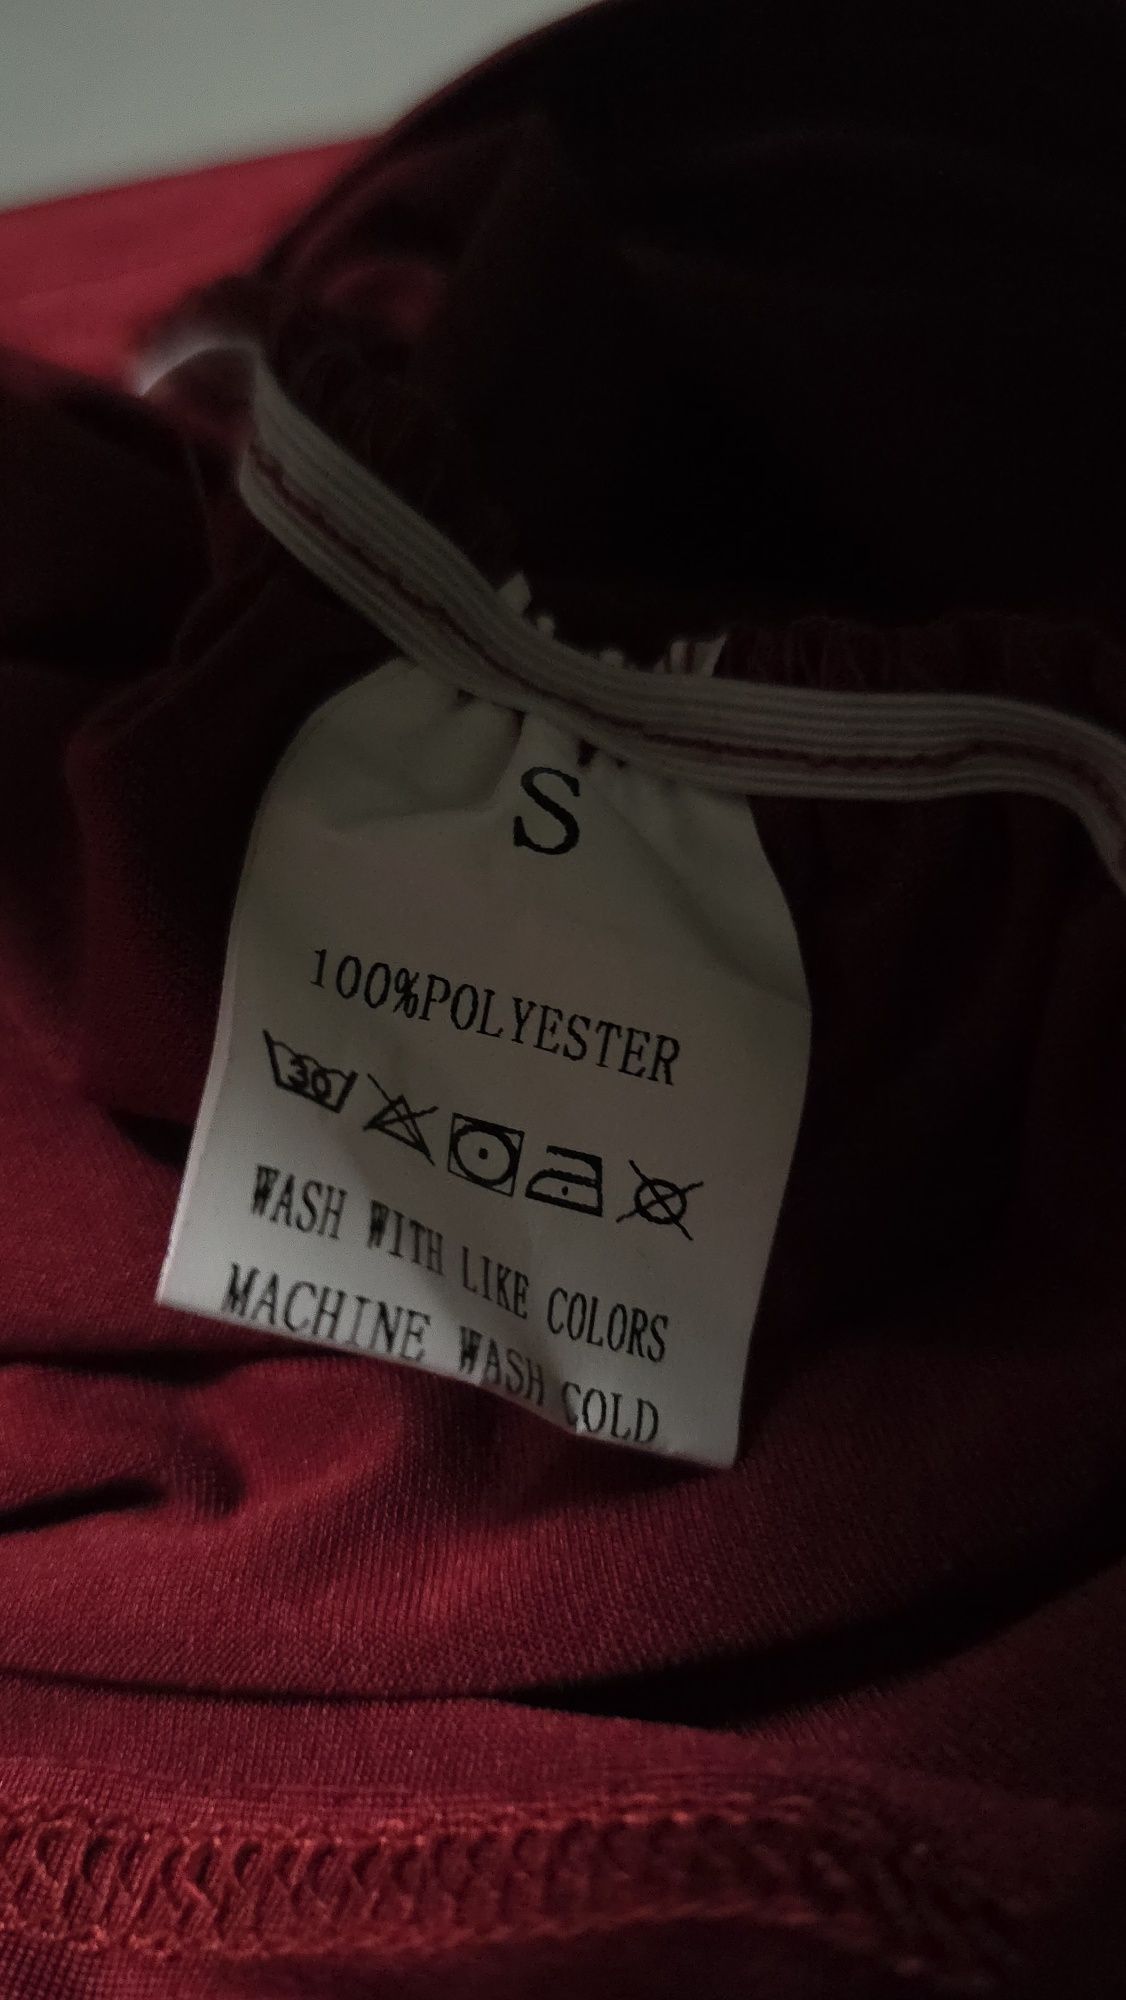 S
100%POLYESTER
30
WASH WITH LIKE COLORS
MACHINE WASH COLD